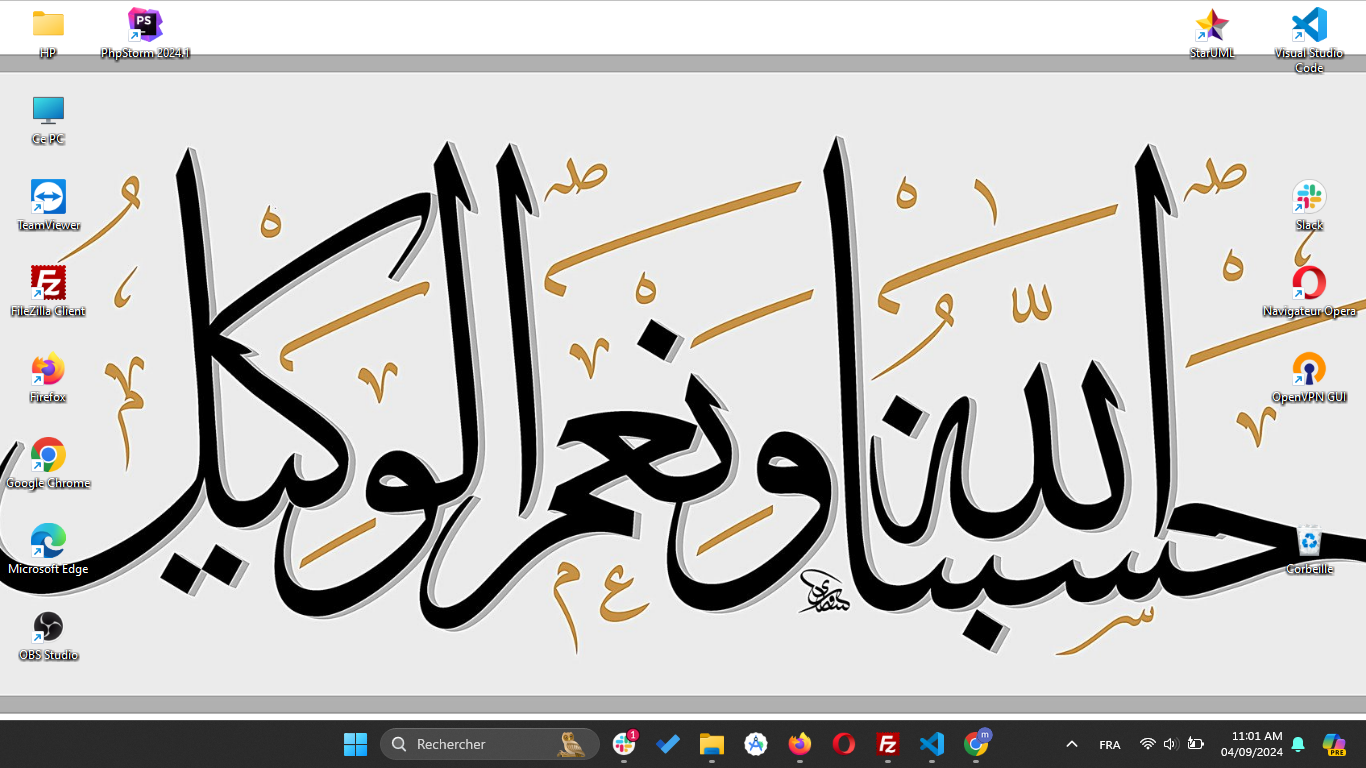 HP
PhpStorm 2024.1
StarUML
Visual Studio
Code
Ce PC
TeamViewer
Slack
FileZilla Client
Navigateur Opera
Firefox
OpenVPN GUI
حسبنا الله ونعم الوكيل
Google Chrome
Microsoft Edge
Corbeille
OBS Studio
Rechercher
1
m
FRA
11:01 AM
04/09/2024
PRE